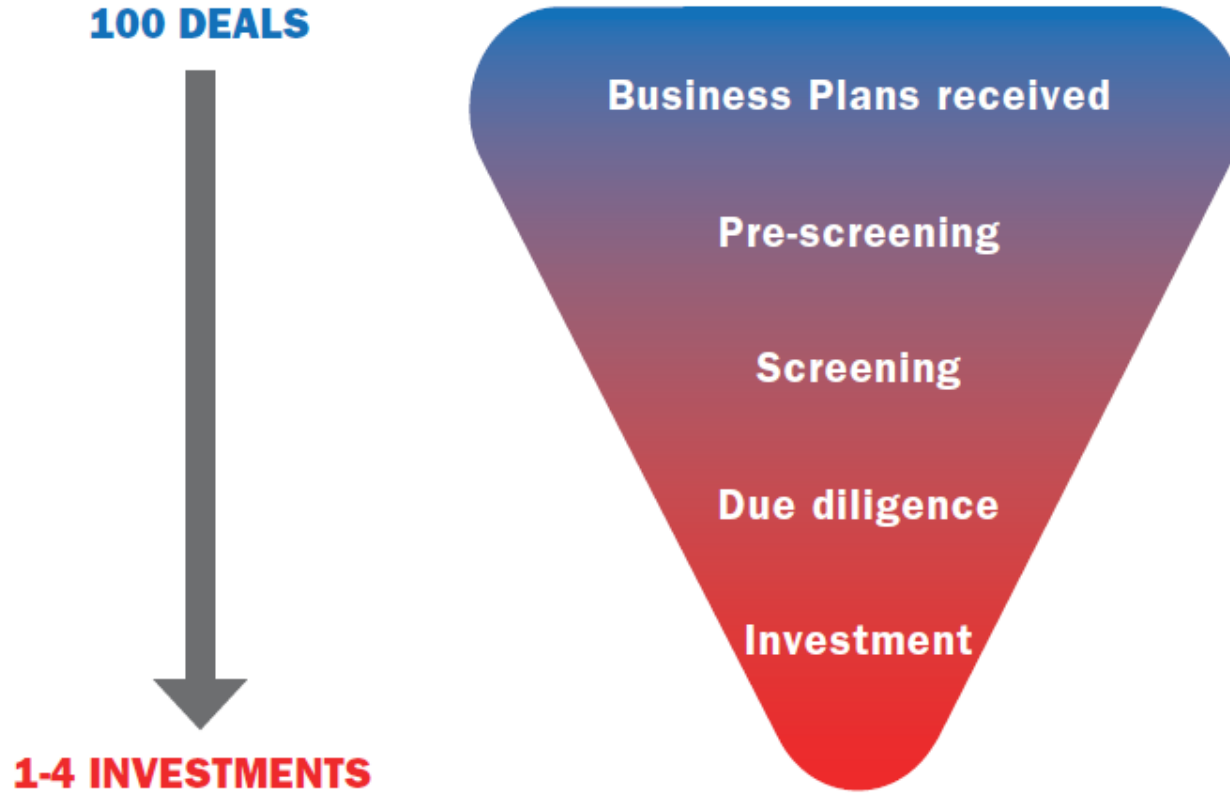 100 DEALS
Business Plans received
Pre-screening
Screening
Due diligence
Investment
1-4 INVESTMENTS